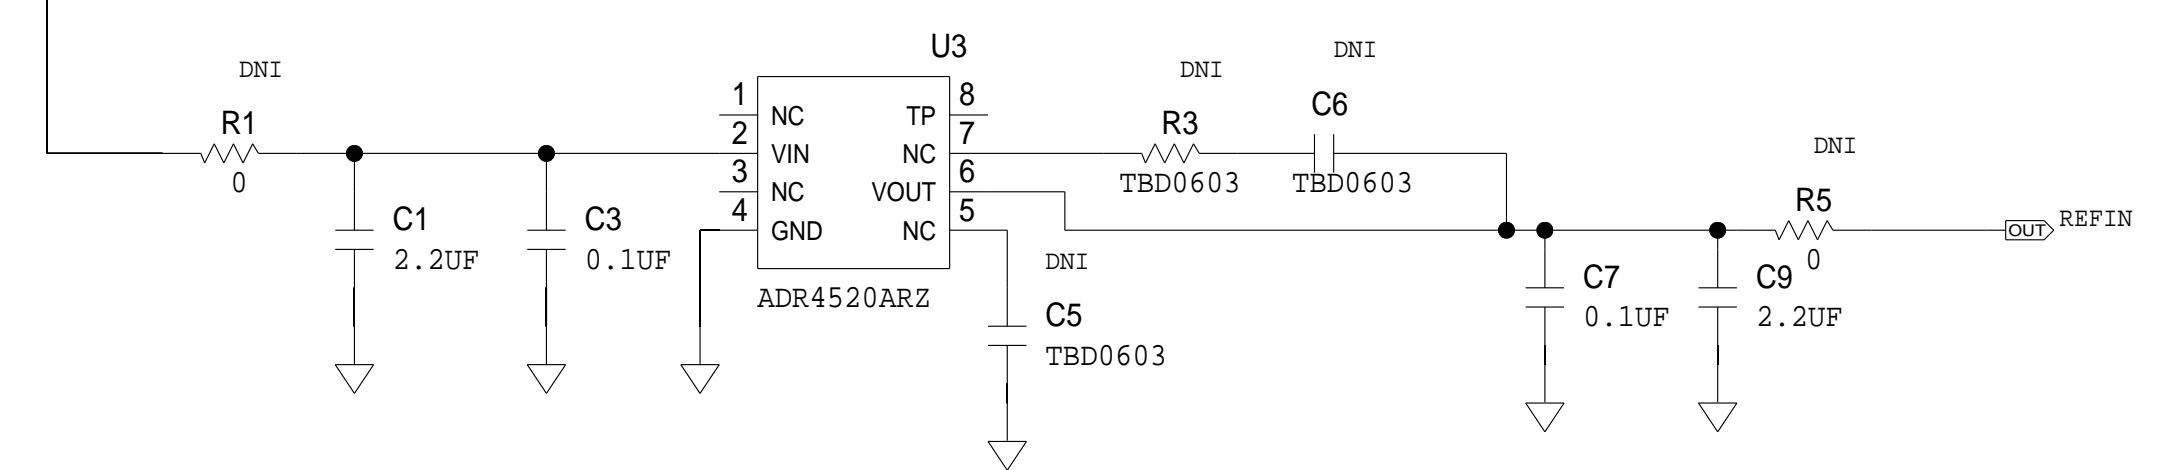 U3
DNI
DNI
DNI
R1
0
1
2
3
4
NC
VIN
NC
GND
TP
NC
VOUT
NC
8
7
6
5
ADR4520ARZ
C1
2.2UF
C3
0.1UF
R3
TBD0603
C6
TBD0603
DNI
C5
TBD0603
DNI
R5
0
C7
0.1UF
C9
2.2UF
OUT
REFIN